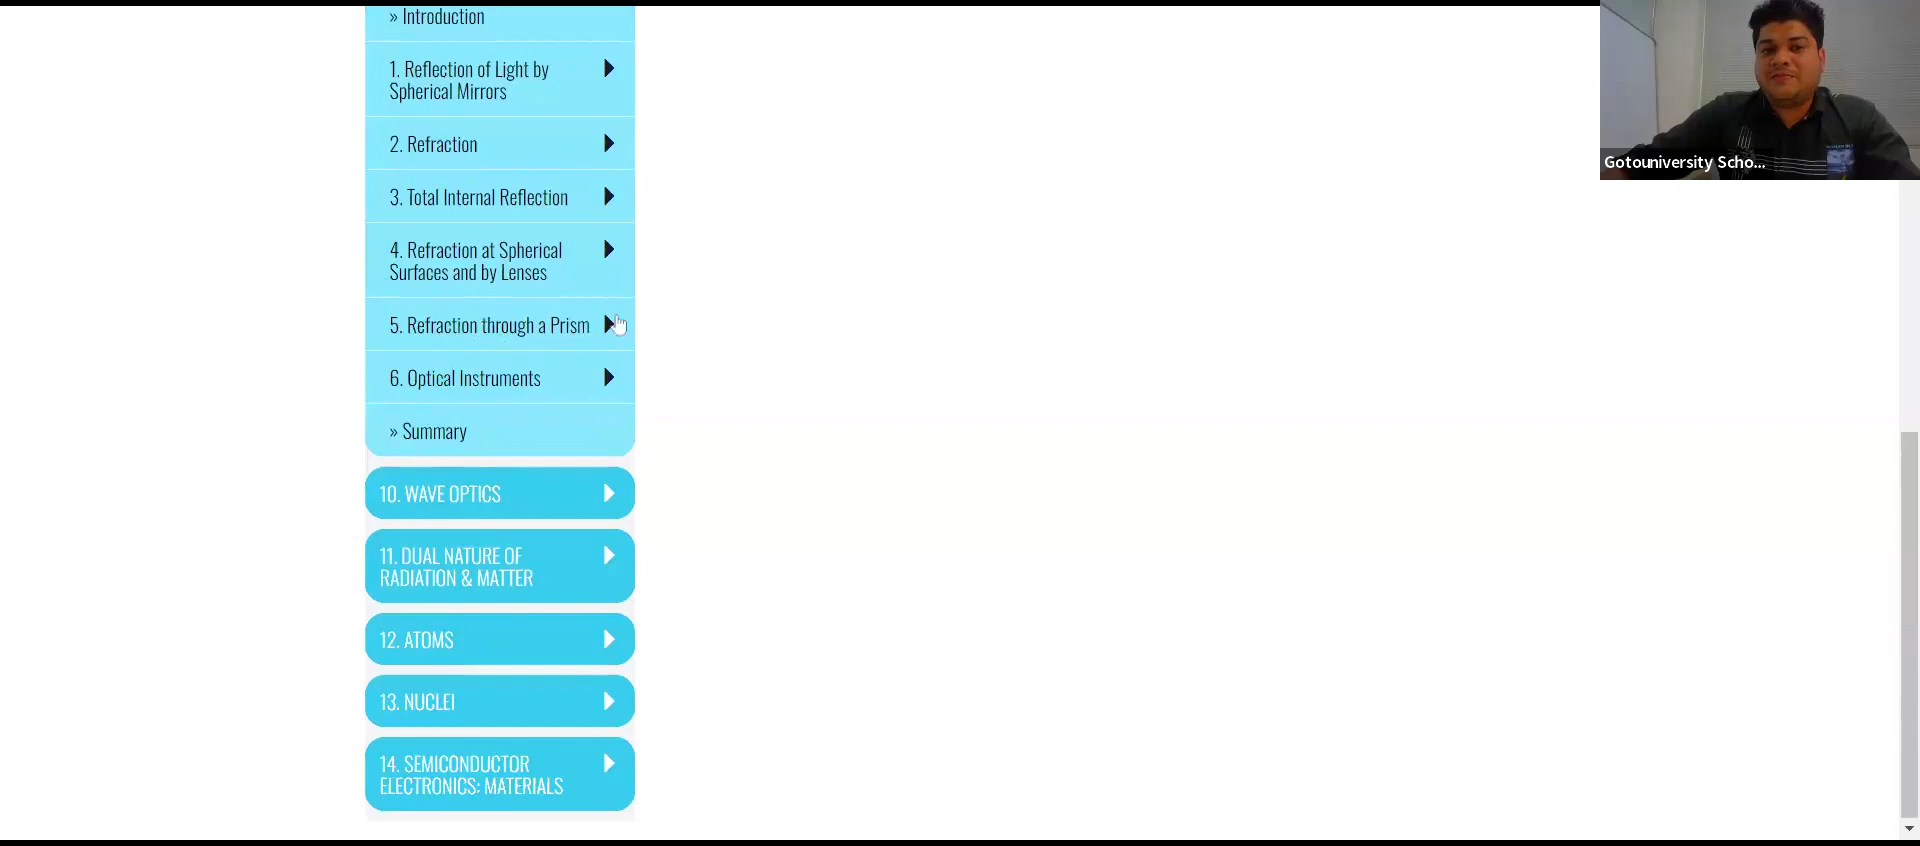 » Introduction
1. Reflection of Light by
Spherical Mirrors
2. Refraction
3. Total Internal Reflection
4. Refraction at Spherical
Surfaces and by Lenses
5. Refraction through a Prism
6. Optical Instruments
» Summary
10. WAVE OPTICS
11. DUAL NATURE OF
RADIATION & MATTER
12. ATOMS
13. NUCLEI
14. SEMICONDUCTOR
ELECTRONICS: MATERIALS
Gotouniversity Scho...